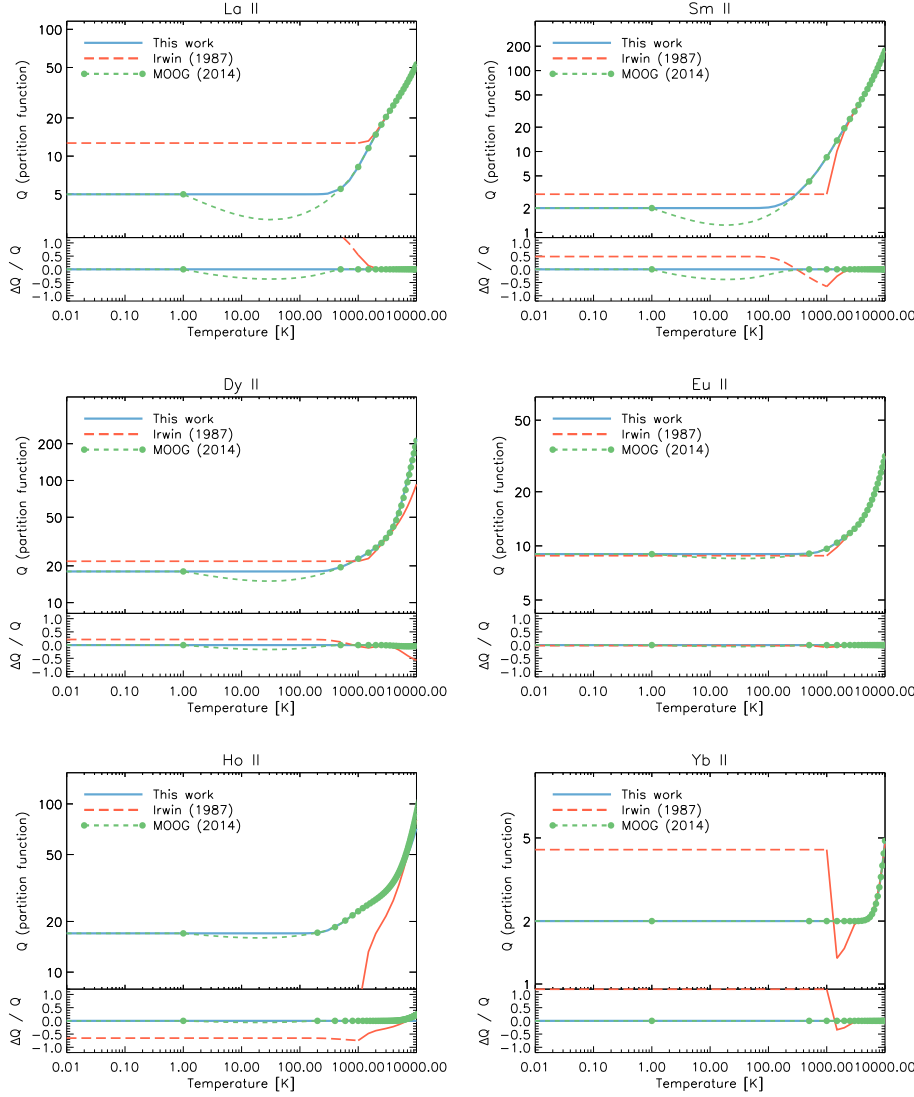 La II
This work
Irwin (1987)
MOOG (2014)
Q (partition function)
100
50
10
5
ΔQ / Q
1.0
0.5
0.0
−0.5
−1.0
0.01 0.10 1.00 10.00 100.00 1000.00 10000.00
Temperature [K]
Sm II
This work
Irwin (1987)
MOOG (2014)
Q (partition function)
200
100
50
20
10
5
2
1
ΔQ / Q
1.0
0.5
0.0
−0.5
−1.0
0.01 0.10 1.00 10.00 100.00 1000.00 10000.00
Temperature [K]
Dy II
This work
Irwin (1987)
MOOG (2014)
Q (partition function)
200
100
50
20
10
ΔQ / Q
1.0
0.5
0.0
−0.5
−1.0
0.01 0.10 1.00 10.00 100.00 1000.00 10000.00
Temperature [K]
Eu II
This work
Irwin (1987)
MOOG (2014)
Q (partition function)
50
20
10
5
ΔQ / Q
1.0
0.5
0.0
−0.5
−1.0
0.01 0.10 1.00 10.00 100.00 1000.00 10000.00
Temperature [K]
Ho II
This work
Irwin (1987)
MOOG (2014)
Q (partition function)
100
20
10
ΔQ / Q
1.0
0.5
0.0
−0.5
−1.0
0.01 0.10 1.00 10.00 100.00 1000.00 10000.00
Temperature [K]
Yb II
This work
Irwin (1987)
MOOG (2014)
Q (partition function)
5
2
1
ΔQ / Q
1.0
0.5
0.0
−0.5
−1.0
0.01 0.10 1.00 10.00 100.00 1000.00 10000.00
Temperature [K]